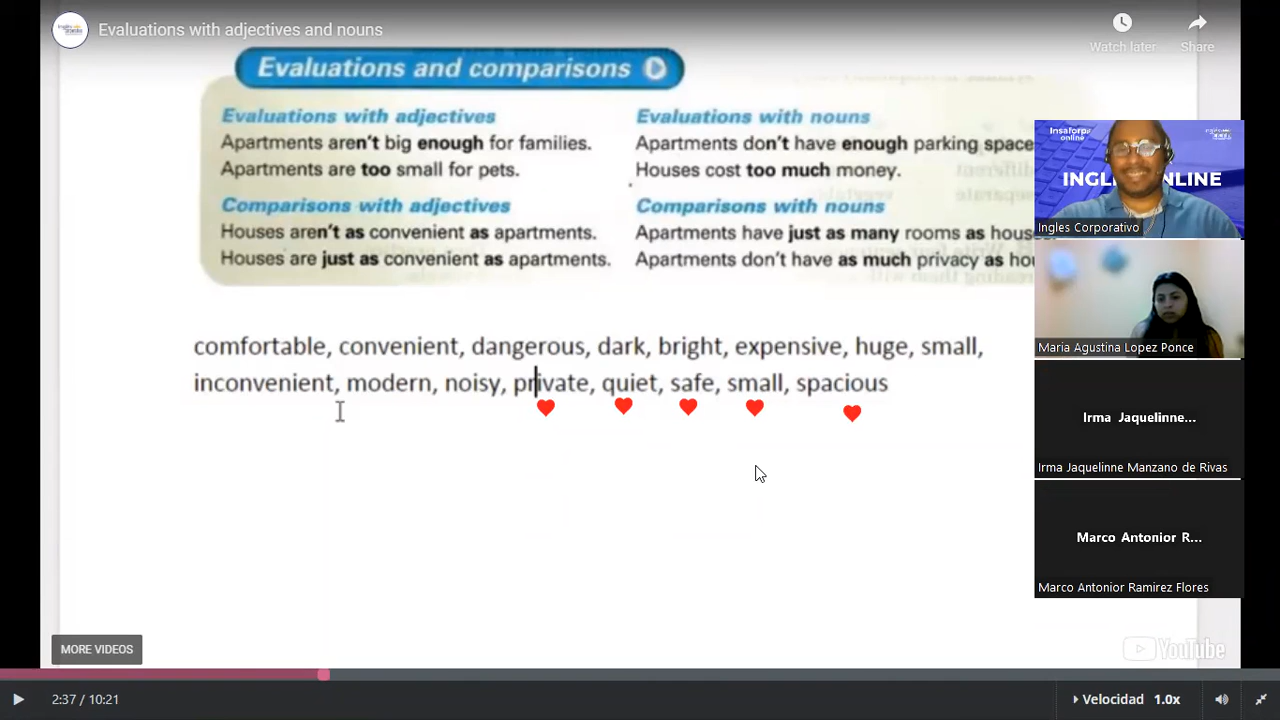 Evaluations with adjectives and nouns
Watch later
Share
Evaluations and comparisons
Evaluations with adjectives
Apartments aren't big enough for families.
Apartments are too small for pets.
Comparisons with adjectives
Houses aren't as convenient as apartments.
Houses are just as convenient as apartments.
Evaluations with nouns
Apartments don't have enough parking space
Houses cost too much money.
Comparisons with nouns
Apartments have just as many rooms as
Apartments don't have as much privacy as
comfortable, convenient, dangerous, dark, bright, expensive, huge, small,
inconvenient, modern, noisy, private, quiet, safe, small, spacious
Insaforp
online
Ingles Corporativo
Maria Agustina Lopez Ponce
Irma Jaquelinne...
Irma Jaquelinne Manzano de Rivas
Marco Antonior R...
Marco Antonior Ramirez Flores
MORE VIDEOS
YouTube
2:37 / 10:21
Velocidad 1.0x